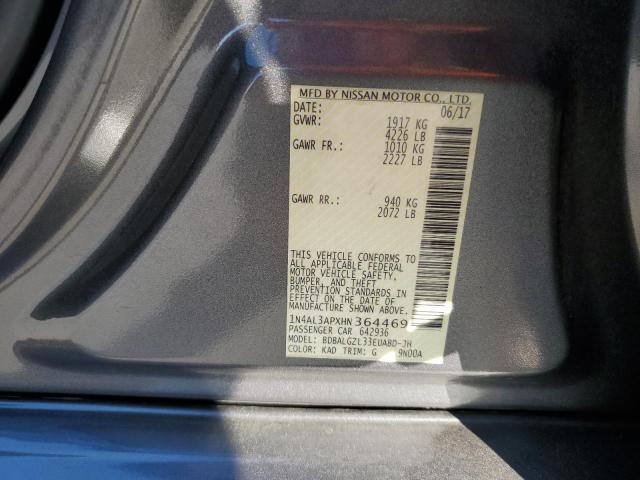 MFD BY NISSAN MOTOR CO., LTD.
DATE: 06/17
GVWR: 1917 KG
4226 LB
GAWR FR.: 1010 KG
2227 LB
GAWR RR.: 940 KG
2072 LB
THIS VEHICLE CONFORMS TO
ALL APPLICABLE FEDERAL
MOTOR VEHICLE SAFETY,
BUMPER, AND THEFT
PREVENTION STANDARDS IN
EFFECT ON THE DATE OF
MANUFACTURE SHOWN ABOVE.
1N4AL3APXHN364469
PASSENGER CAR 642936
MODEL: BDBALGZL33EUA8D-JH
COLOR: KAD TRIM: G 9N00A